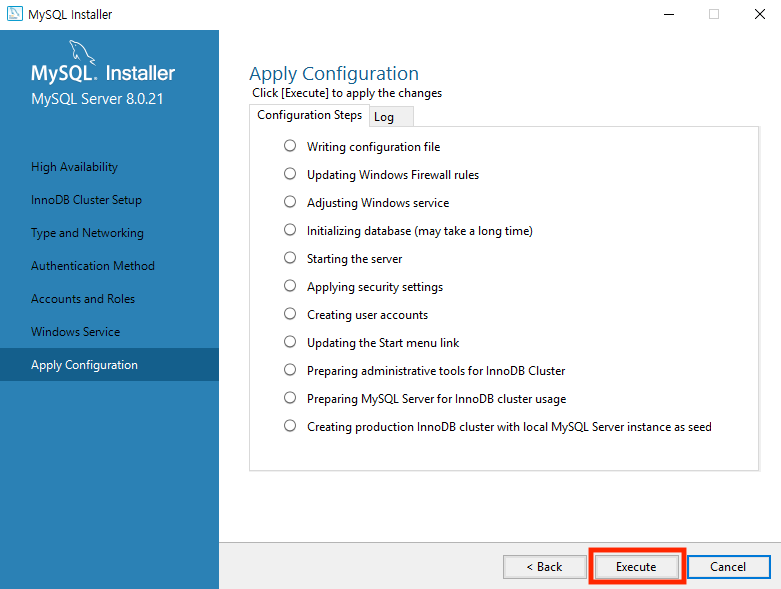 MySQL Installer
MySQL. Installer
MySQL Server 8.0.21
High Availability
InnoDB Cluster Setup
Type and Networking
Authentication Method
Accounts and Roles
Windows Service
Apply Configuration
Apply Configuration
Click [Execute] to apply the changes
Configuration Steps Log
Writing configuration file
Updating Windows Firewall rules
Adjusting Windows service
Initializing database (may take a long time)
Starting the server
Applying security settings
Creating user accounts
Updating the Start menu link
Preparing administrative tools for InnoDB Cluster
Preparing MySQL Server for InnoDB cluster usage
Creating production InnoDB cluster with local MySQL Server instance as seed
< Back Execute Cancel